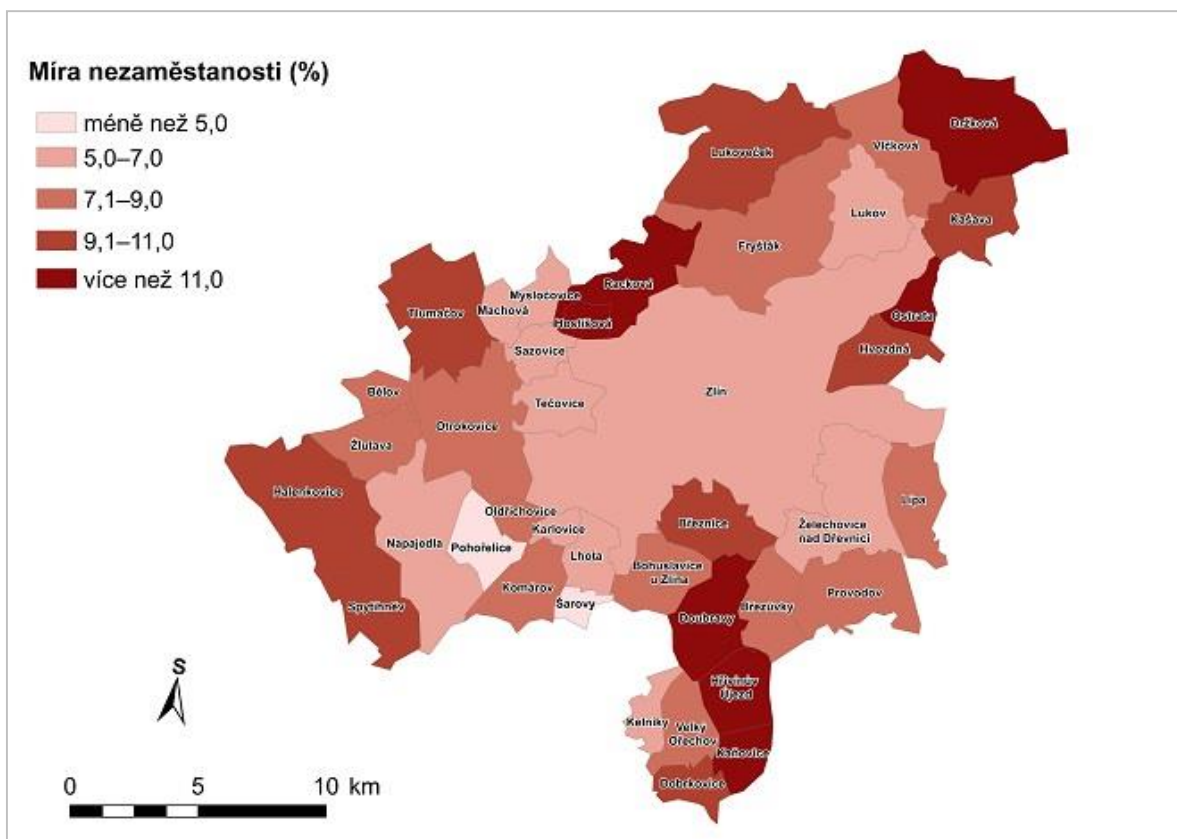 Míra nezaměstanosti (%)
méně než 5,0
5,0–7,0
7,1–9,0
9,1–11,0
více než 11,0
Držková
Vlčková
Lukoveček
Lukov
Kašava
Fryšták
Racková
Ostrata
Mysločovice
Machová
Hostišová
Tlumačov
Sazovice
Hvozdná
Bělov
Zlín
Tečovice
Otrokovice
Žlutava
Halenkovice
Lípa
Oldřichovice
Březnice
Karlovice
Želechovice
nad Dřevnicí
Napajedla
Pohořelice
Lhota
Bohuslavice
u Zlína
Komárov
Provodov
Šarovy
Březůvky
Spytihněv
Doubravy
Hřivínův
Újezd
Kelníky
Velký
Ořechov
Kaňovice
Dobrkovice
S
0 5 10 km